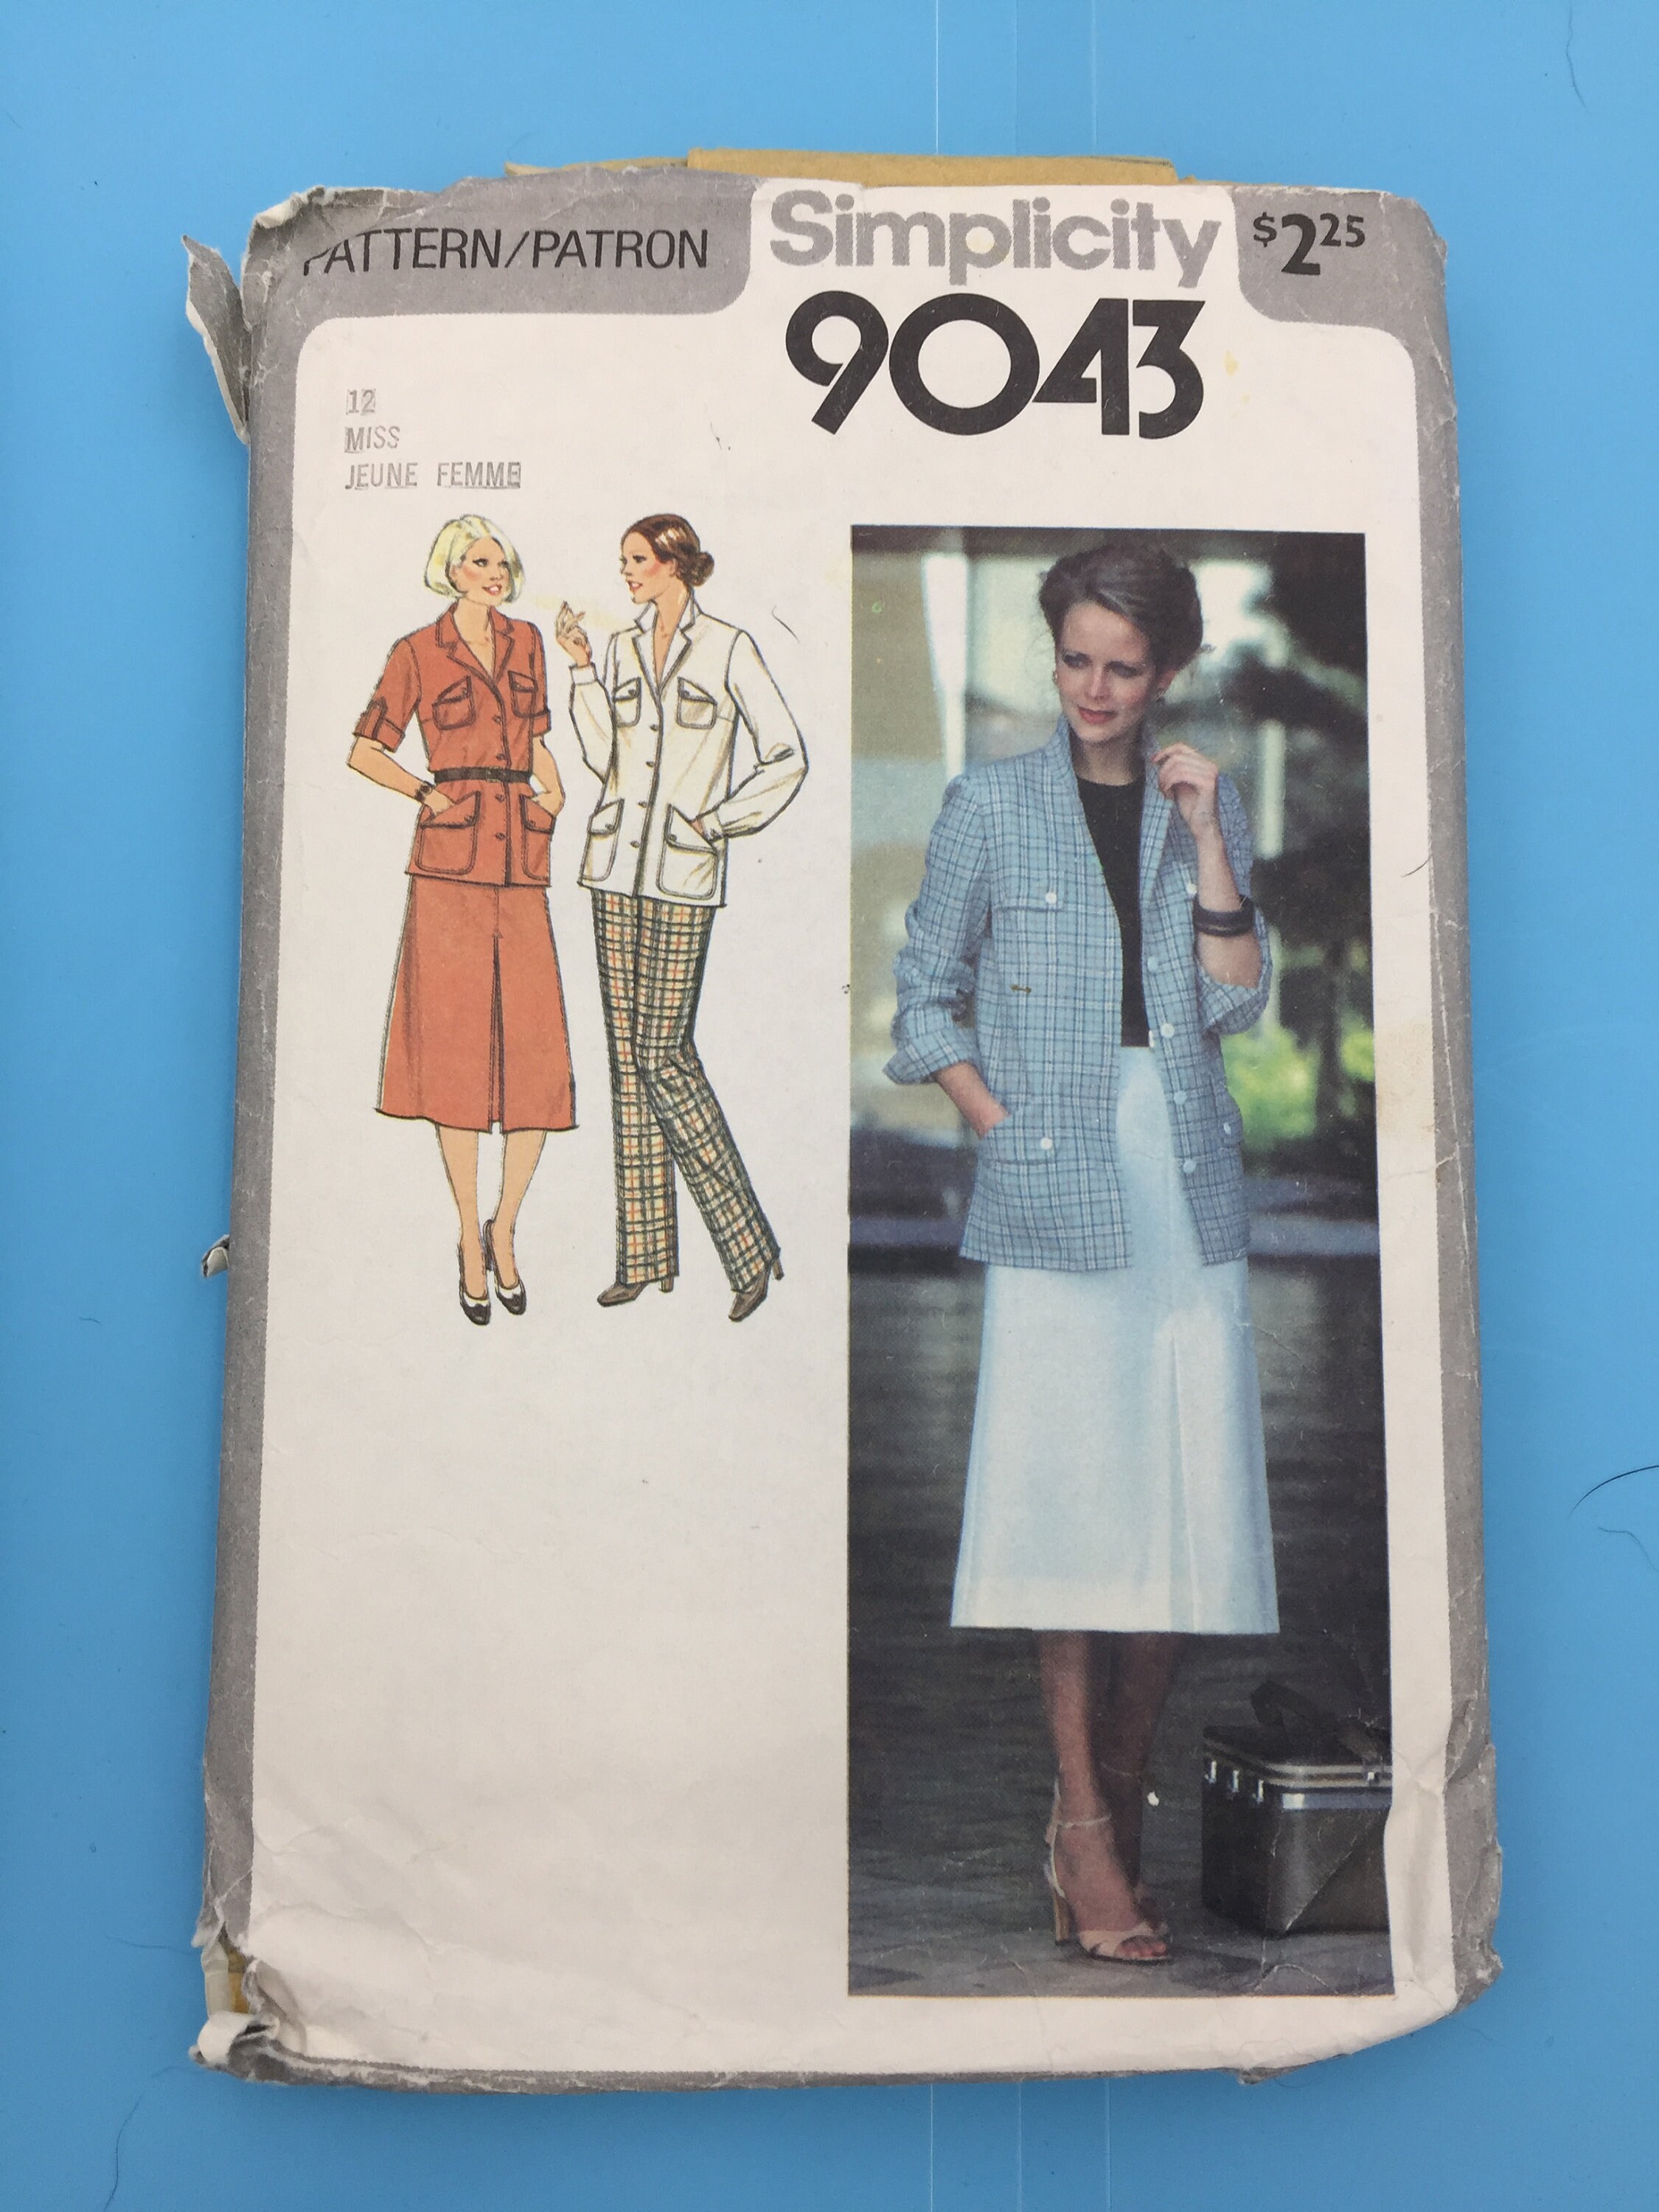 PATTERN/PATRON
Simplicity
$2.25
9043
12
MISS
JEUNE FEMME